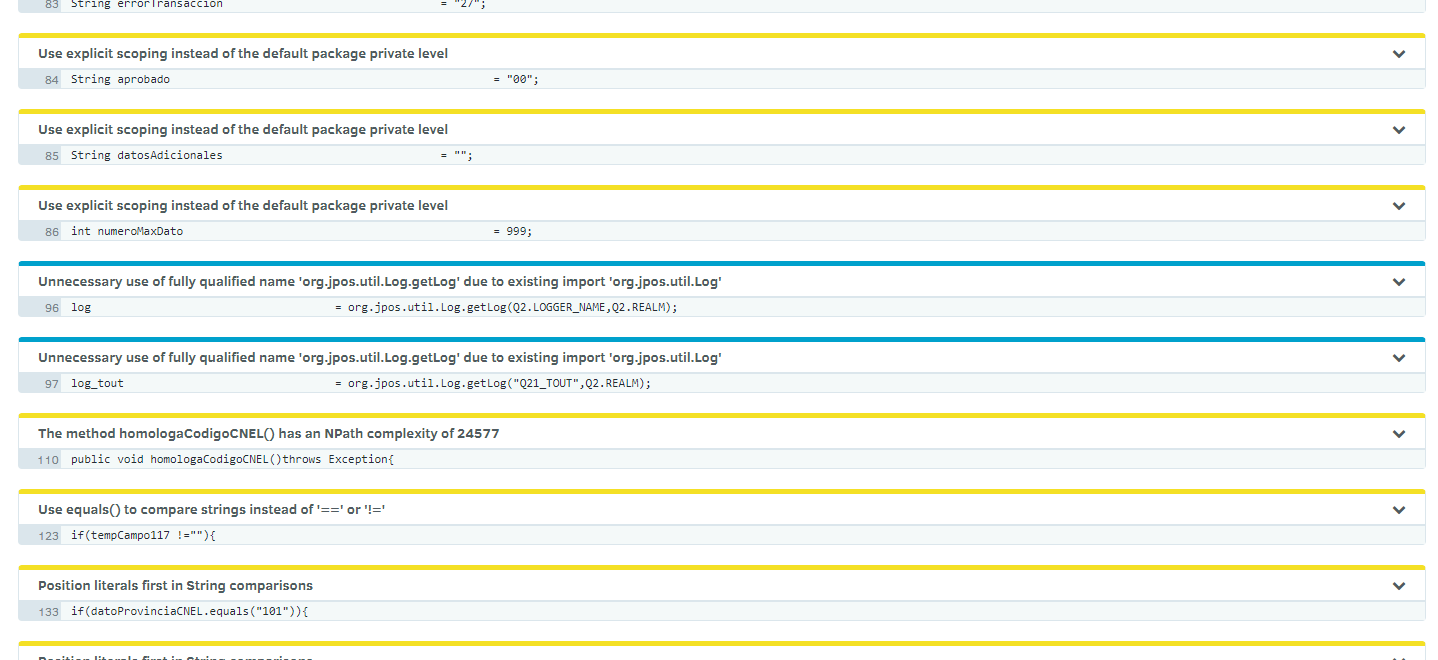 83 String errorTransaccion = "27";
Use explicit scoping instead of the default package private level
84 String aprobado = "00";
Use explicit scoping instead of the default package private level
85 String datosAdicionales = "";
Use explicit scoping instead of the default package private level
86 int numeroMaxDato = 999;
Unnecessary use of fully qualified name 'org.jpos.util.Log.getLog' due to existing import 'org.jpos.util.Log'
96 log = org.jpos.util.Log.getLog(Q2.LOGGER_NAME,Q2.REALM);
Unnecessary use of fully qualified name 'org.jpos.util.Log.getLog' due to existing import 'org.jpos.util.Log'
97 log_tout = org.jpos.util.Log.getLog("Q21_TOUT",Q2.REALM);
The method homologaCodigoCNEL() has an NPath complexity of 24577
110 public void homologaCodigoCNEL()throws Exception{
Use equals() to compare strings instead of '==' or '!='
123 if(tempCampo117 !=""){
Position literals first in String comparisons
133 if(datoProvinciaCNEL.equals("101")){
Position literals first in String comparisons